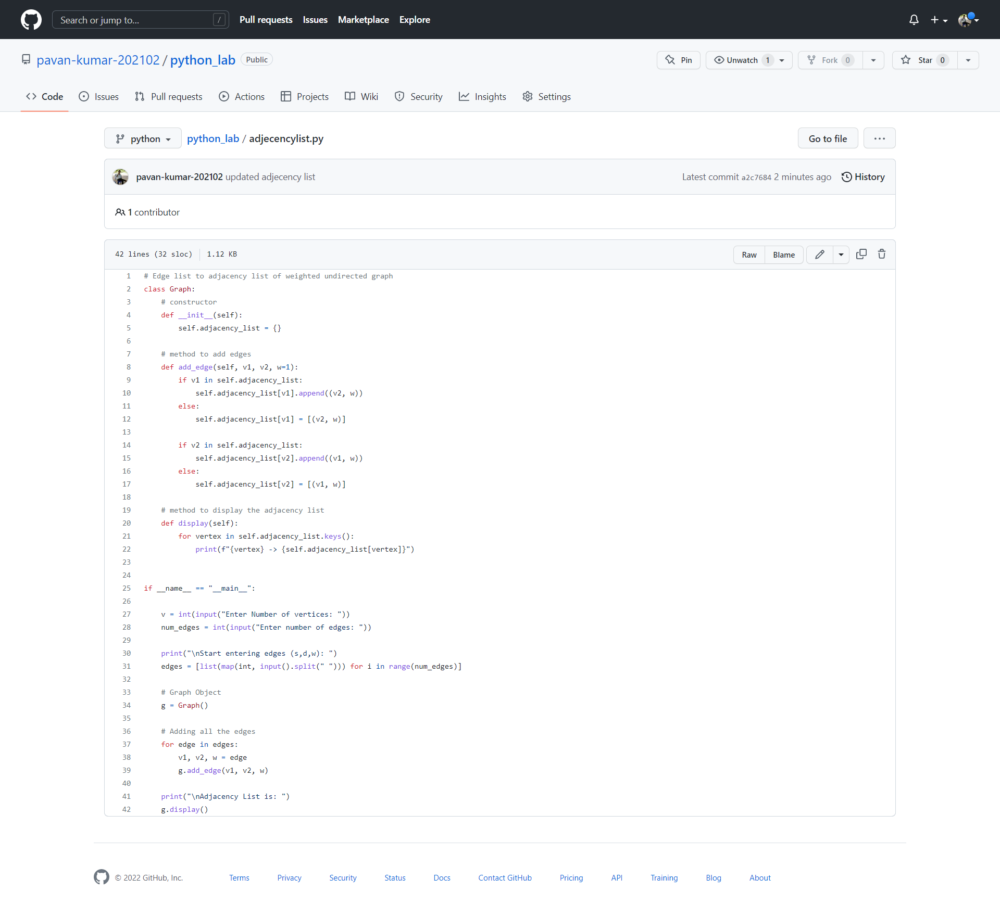 Search or jump to... / Pull requests Issues Marketplace Explore
pavan-kumar-202102 / python_lab Public Pin Unwatch 1 Fork 0 Star 0
Code Issues Pull requests Actions Projects Wiki Security Insights Settings
python python_lab / adjecencylist.py Go to file ...
pavan-kumar-202102 updated adjecency list Latest commit a2c7684 2 minutes ago History
1 contributor
42 lines (32 sloc) 1.12 KB Raw Blame
1 # Edge list to adjacency list of weighted undirected graph
2 class Graph:
3     # constructor
4     def __init__(self):
5         self.adjacency_list = {}
6
7     # method to add edges
8     def add_edge(self, v1, v2, w=1):
9         if v1 in self.adjacency_list:
10             self.adjacency_list[v1].append((v2, w))
11         else:
12             self.adjacency_list[v1] = [(v2, w)]
13
14         if v2 in self.adjacency_list:
15             self.adjacency_list[v2].append((v1, w))
16         else:
17             self.adjacency_list[v2] = [(v1, w)]
18
19     # method to display the adjacency list
20     def display(self):
21         for vertex in self.adjacency_list.keys():
22             print(f"{vertex} -> {self.adjacency_list[vertex]}")
23
24
25 if __name__ == "__main__":
26
27     v = int(input("Enter Number of vertices: "))
28     num_edges = int(input("Enter number of edges: "))
29
30     print("\nStart entering edges (s,d,w): ")
31     edges = [list(map(int, input().split(" "))) for i in range(num_edges)]
32
33     # Graph Object
34     g = Graph()
35
36     # Adding all the edges
37     for edge in edges:
38         v1, v2, w = edge
39         g.add_edge(v1, v2, w)
40
41     print("\nAdjacency List is: ")
42     g.display()
© 2022 GitHub, Inc. Terms Privacy Security Status Docs Contact GitHub Pricing API Training Blog About